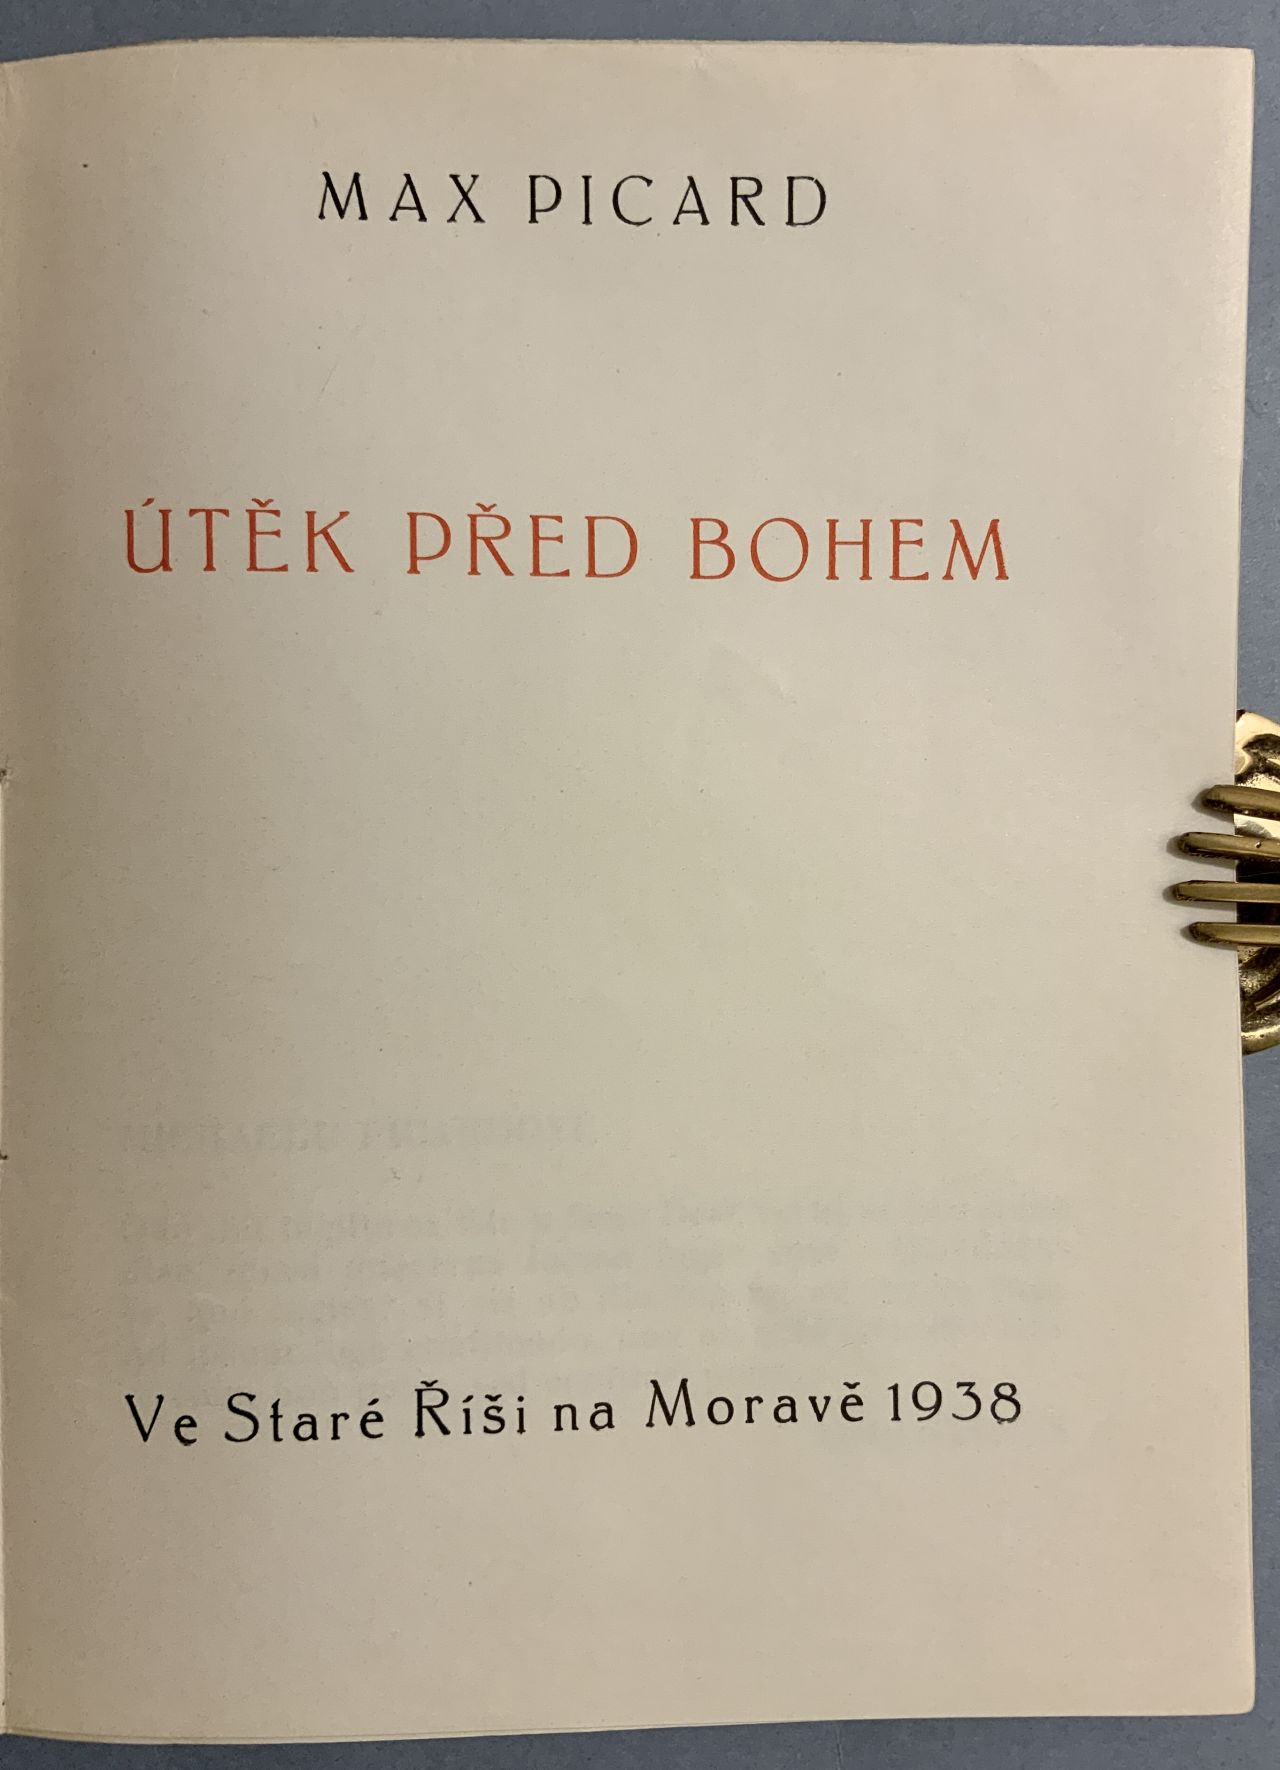 MAX PICARD
ÚTĚK PŘED BOHEM
Ve Staré Říši na Moravě 1938